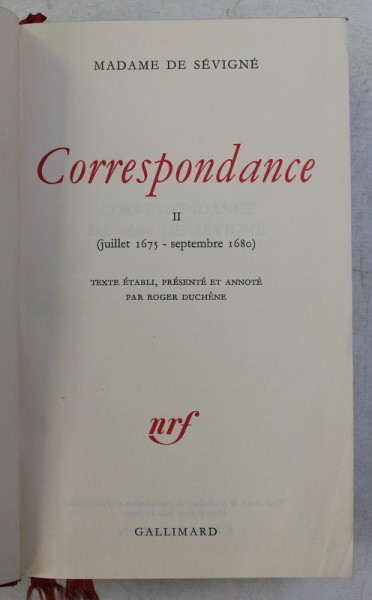 MADAME DE SÉVIGNÉ
Correspondance
II
(juillet 1675 - septembre 1680)
TEXTE ÉTABLI, PRÉSENTÉ ET ANNOTÉ
PAR ROGER DUCHÊNE
nrf
GALLIMARD